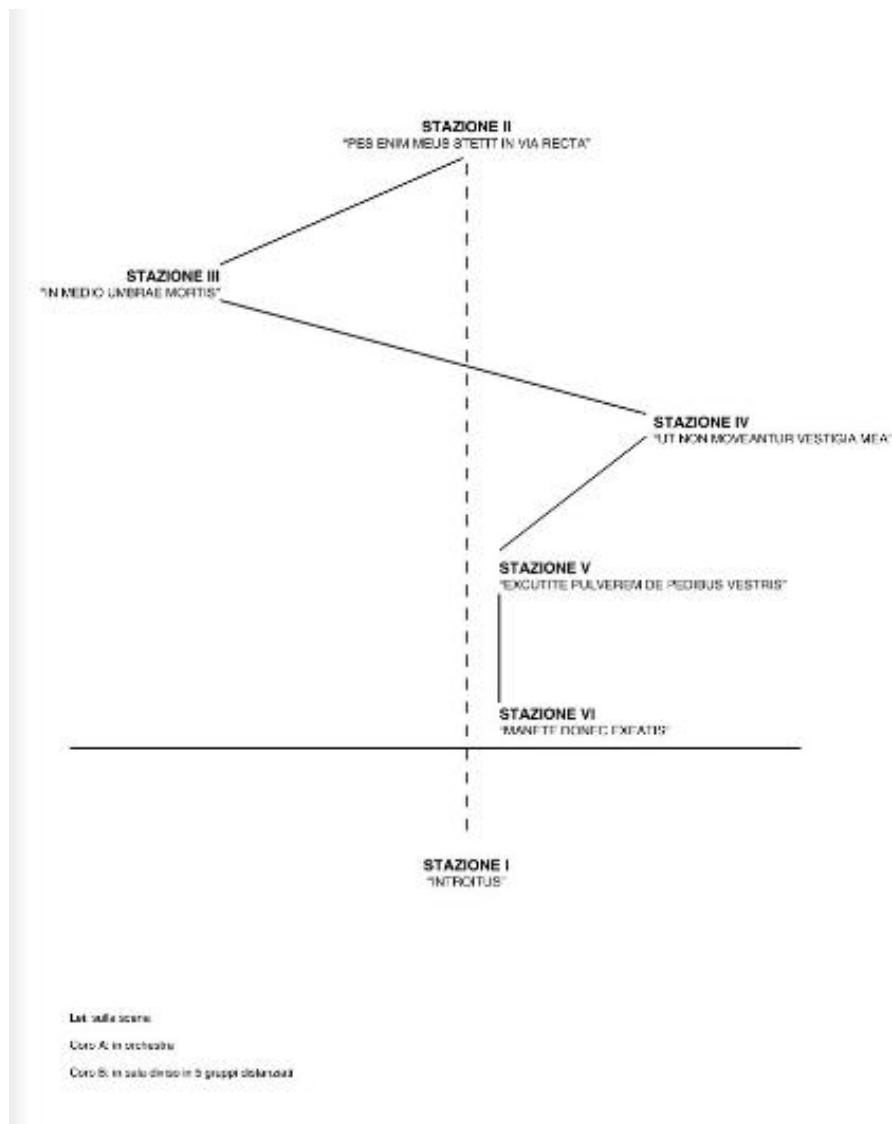 STAZIONE II
"PES ENIM MEUS STETIT IN VIA RECTA"
STAZIONE III
"IN MEDIO UMBRAE MORTIS"
STAZIONE IV
"UT NON MOVEANTUR VESTIGIA MEA"
STAZIONE V
"EXCUTITE PULVEREM DE PEDIBUS VESTRIS"
STAZIONE VI
"MANETE DONEC EXEATIS"
STAZIONE I
"INTROITUS"
Lei: sulla scena
Coro A: in orchestra
Coro B: in sala diviso in 5 gruppi distanziati